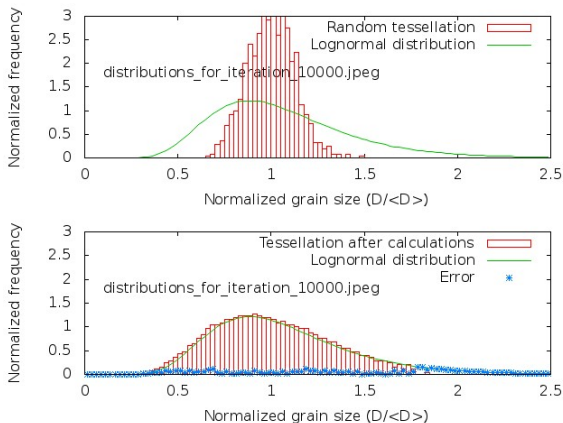 Normalized frequency
3
2.5
2
1.5
1
0.5
0
Random tessellation
Lognormal distribution
distributions_for_iteration_10000.jpeg
0 0.5 1 1.5 2 2.5
Normalized grain size (D/<D>)
Normalized frequency
3
2.5
2
1.5
1
0.5
0
Tessellation after calculations
Lognormal distribution
Error
distributions_for_iteration_10000.jpeg
0 0.5 1 1.5 2 2.5
Normalized grain size (D/<D>)